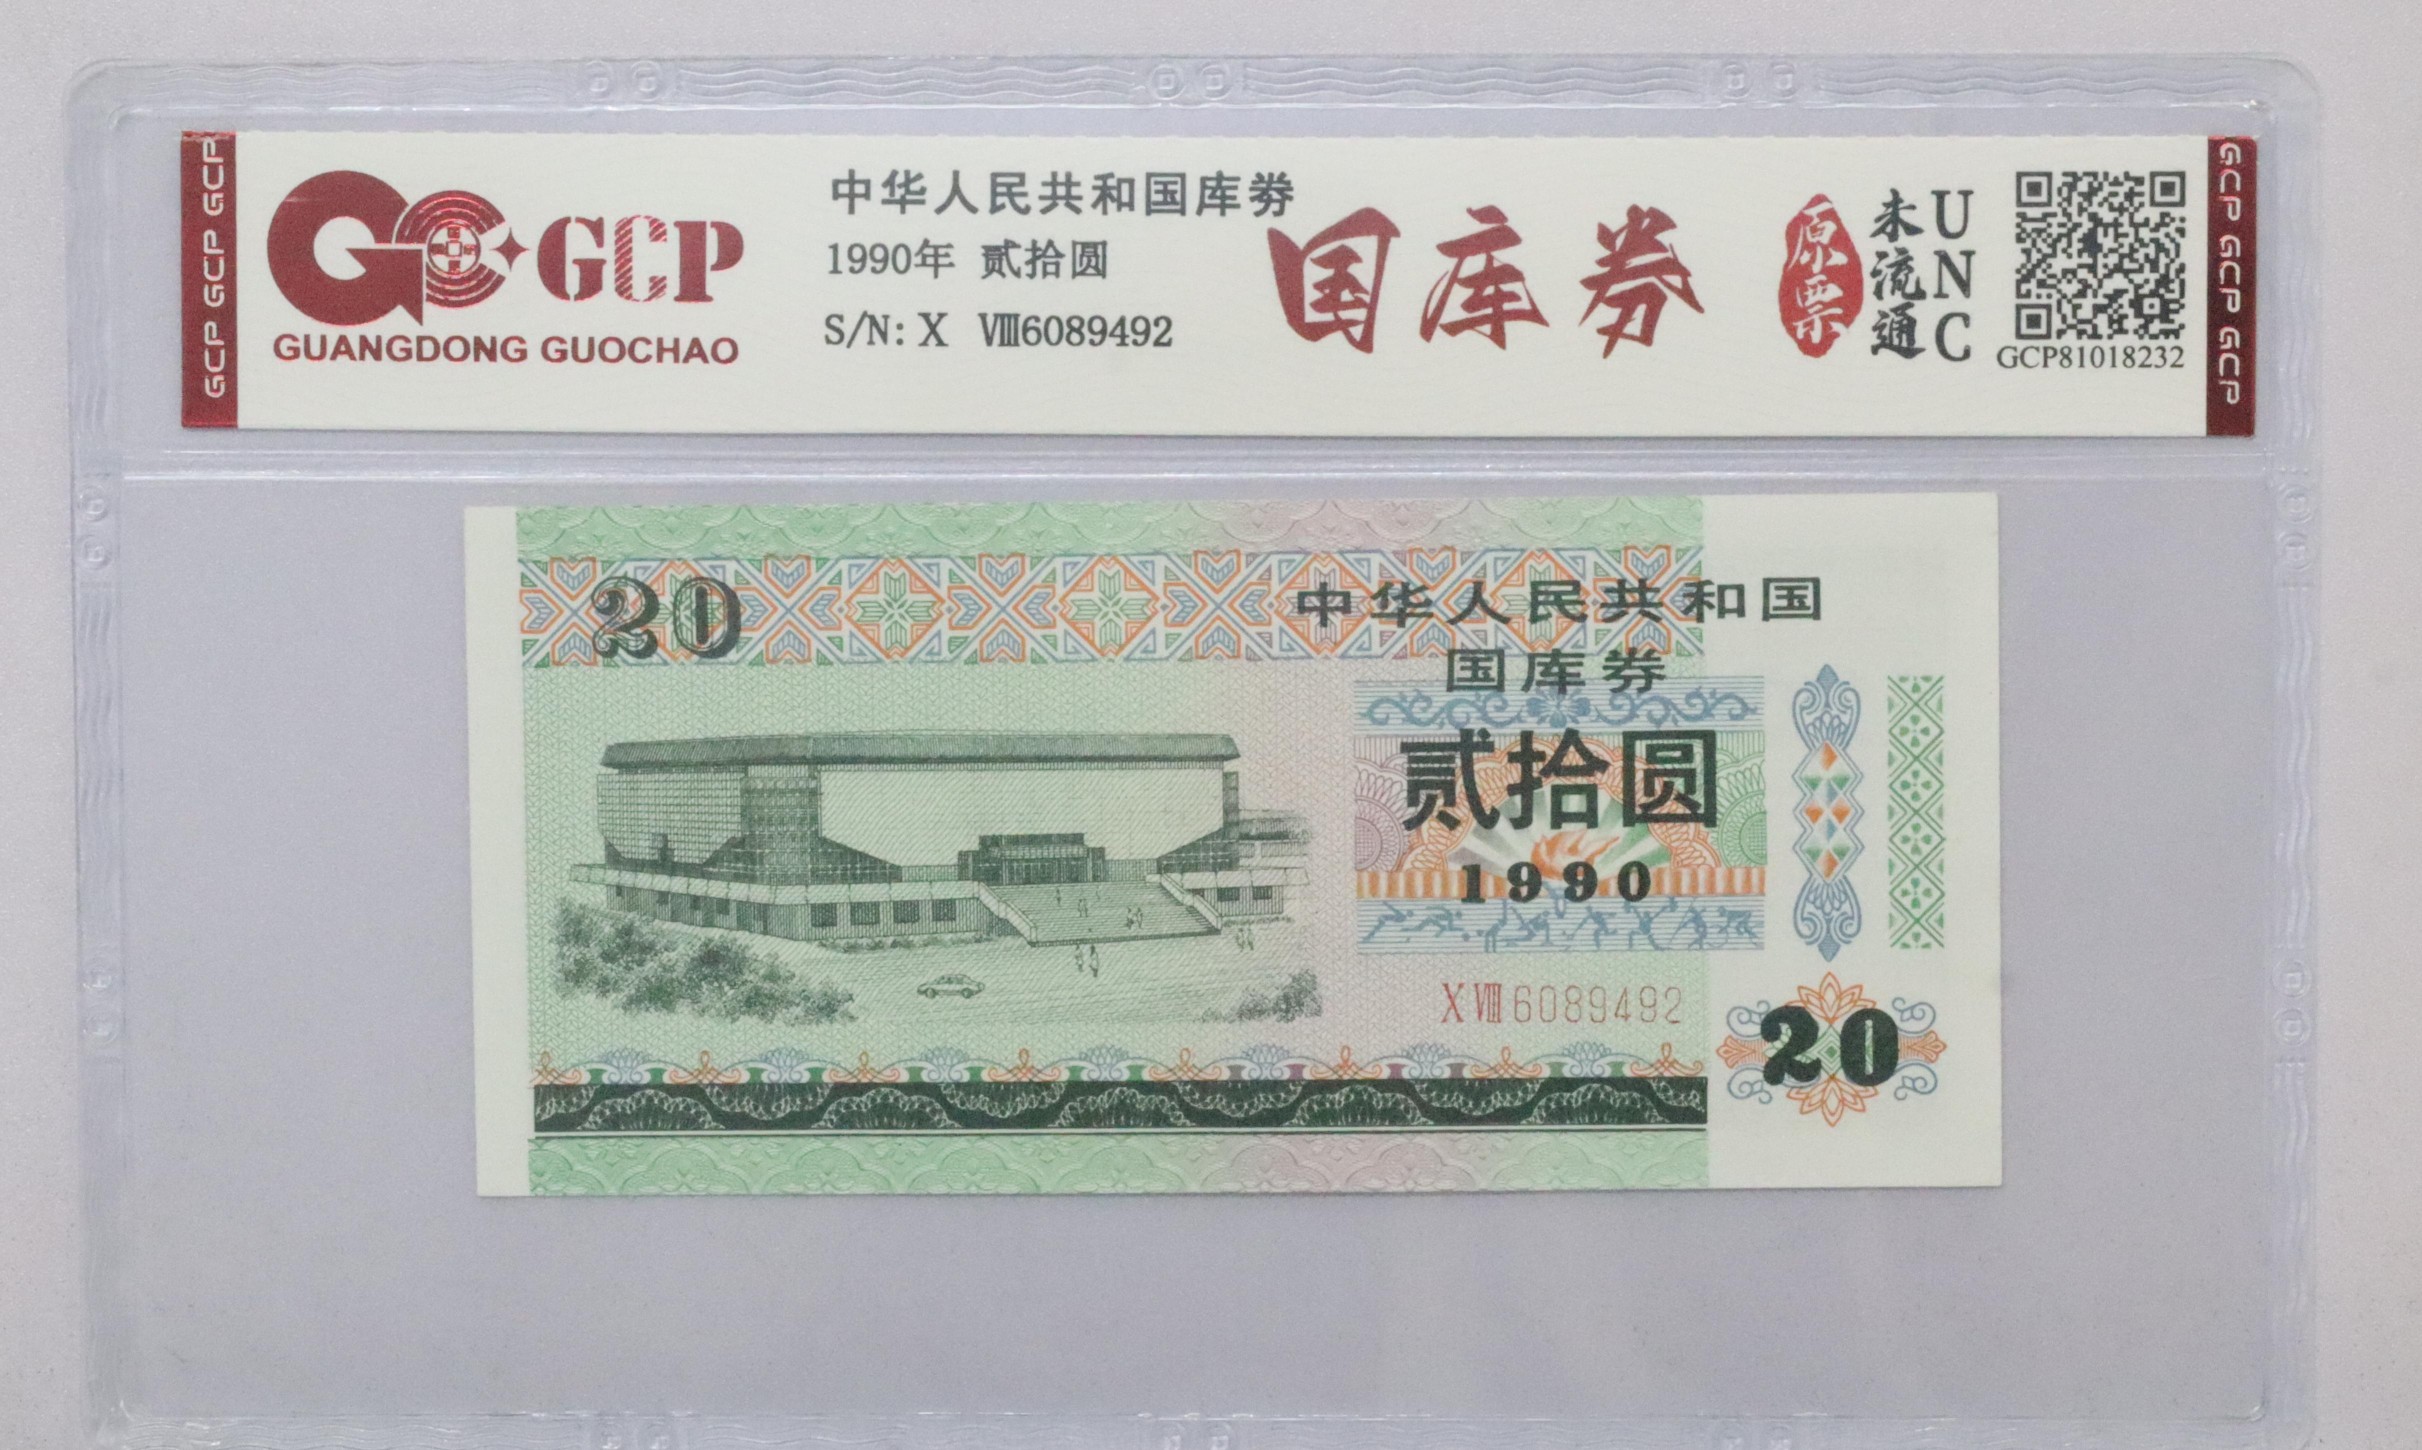 GCP GCP GCP
GCP
GUANGDONG GUOCHAO
中华人民共和国库券
1990年 贰拾圆
S/N: X Ⅷ6089492
国库券
原票
未流通
UNC
GCP81018232
GCP GCP GCP
20
中华人民共和国
国库券
贰拾圆
1990
X Ⅷ 6089492
20